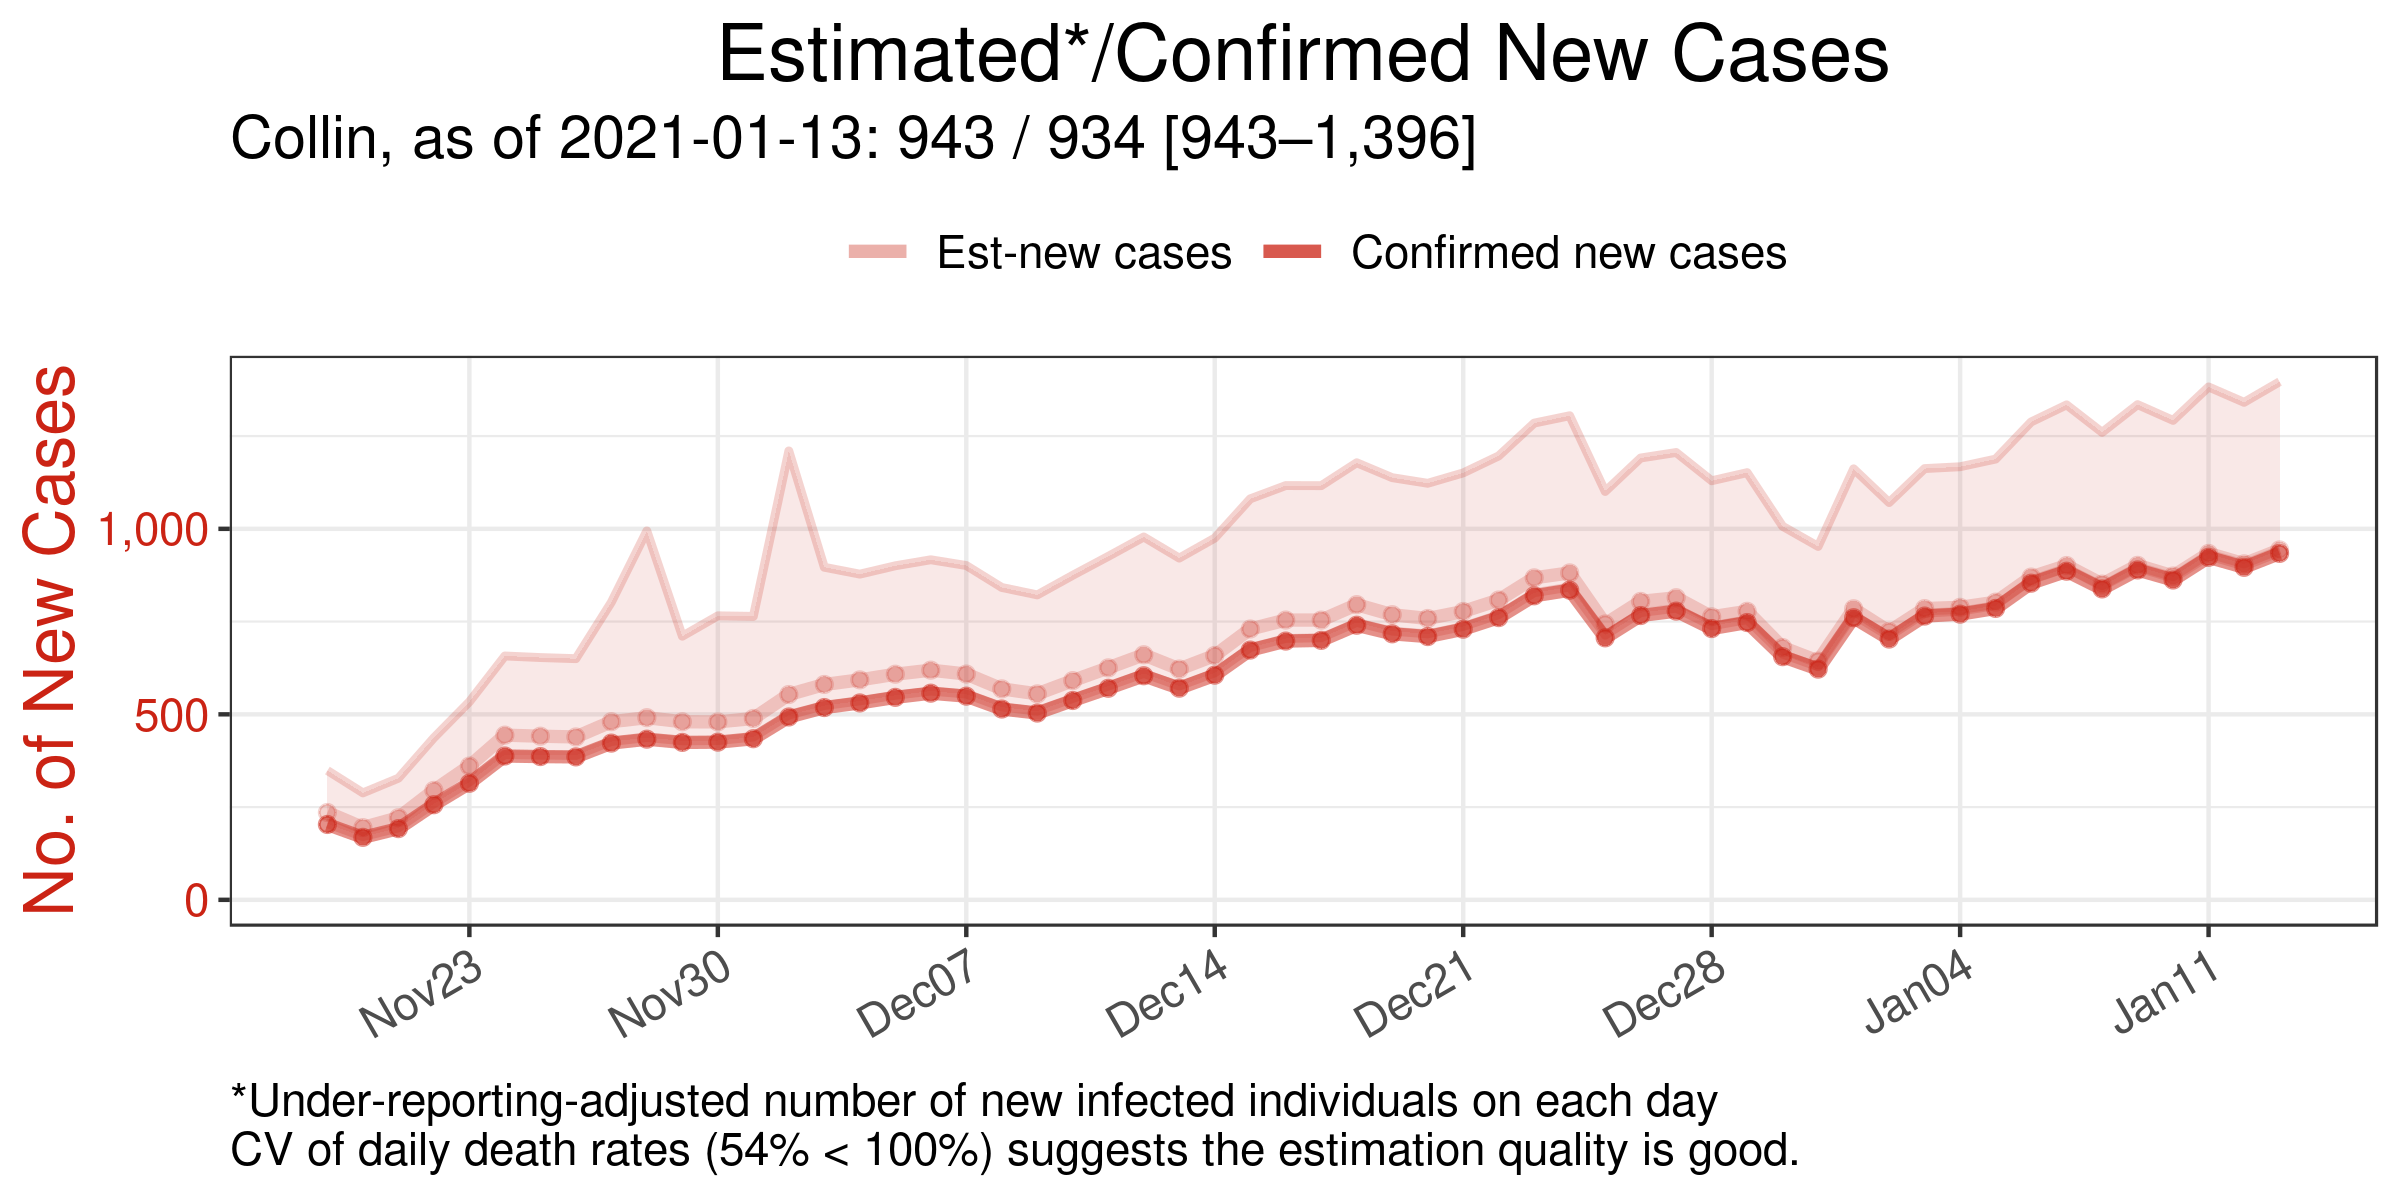 Estimated*/Confirmed New Cases
Collin, as of 2021-01-13: 943 / 934 [943–1,396]
Est-new cases
Confirmed new cases
No. of New Cases
1,000
500
0
Nov23
Nov30
Dec07
Dec14
Dec21
Dec28
Jan04
Jan11
*Under-reporting-adjusted number of new infected individuals on each day
CV of daily death rates (54% < 100%) suggests the estimation quality is good.